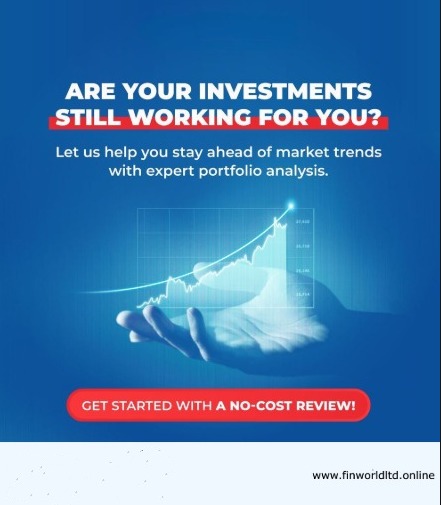 ARE YOUR INVESTMENTS
STILL WORKING FOR YOU?
Let us help you stay ahead of market trends
with expert portfolio analysis.
GET STARTED WITH A NO-COST REVIEW!
www.finworldltd.online